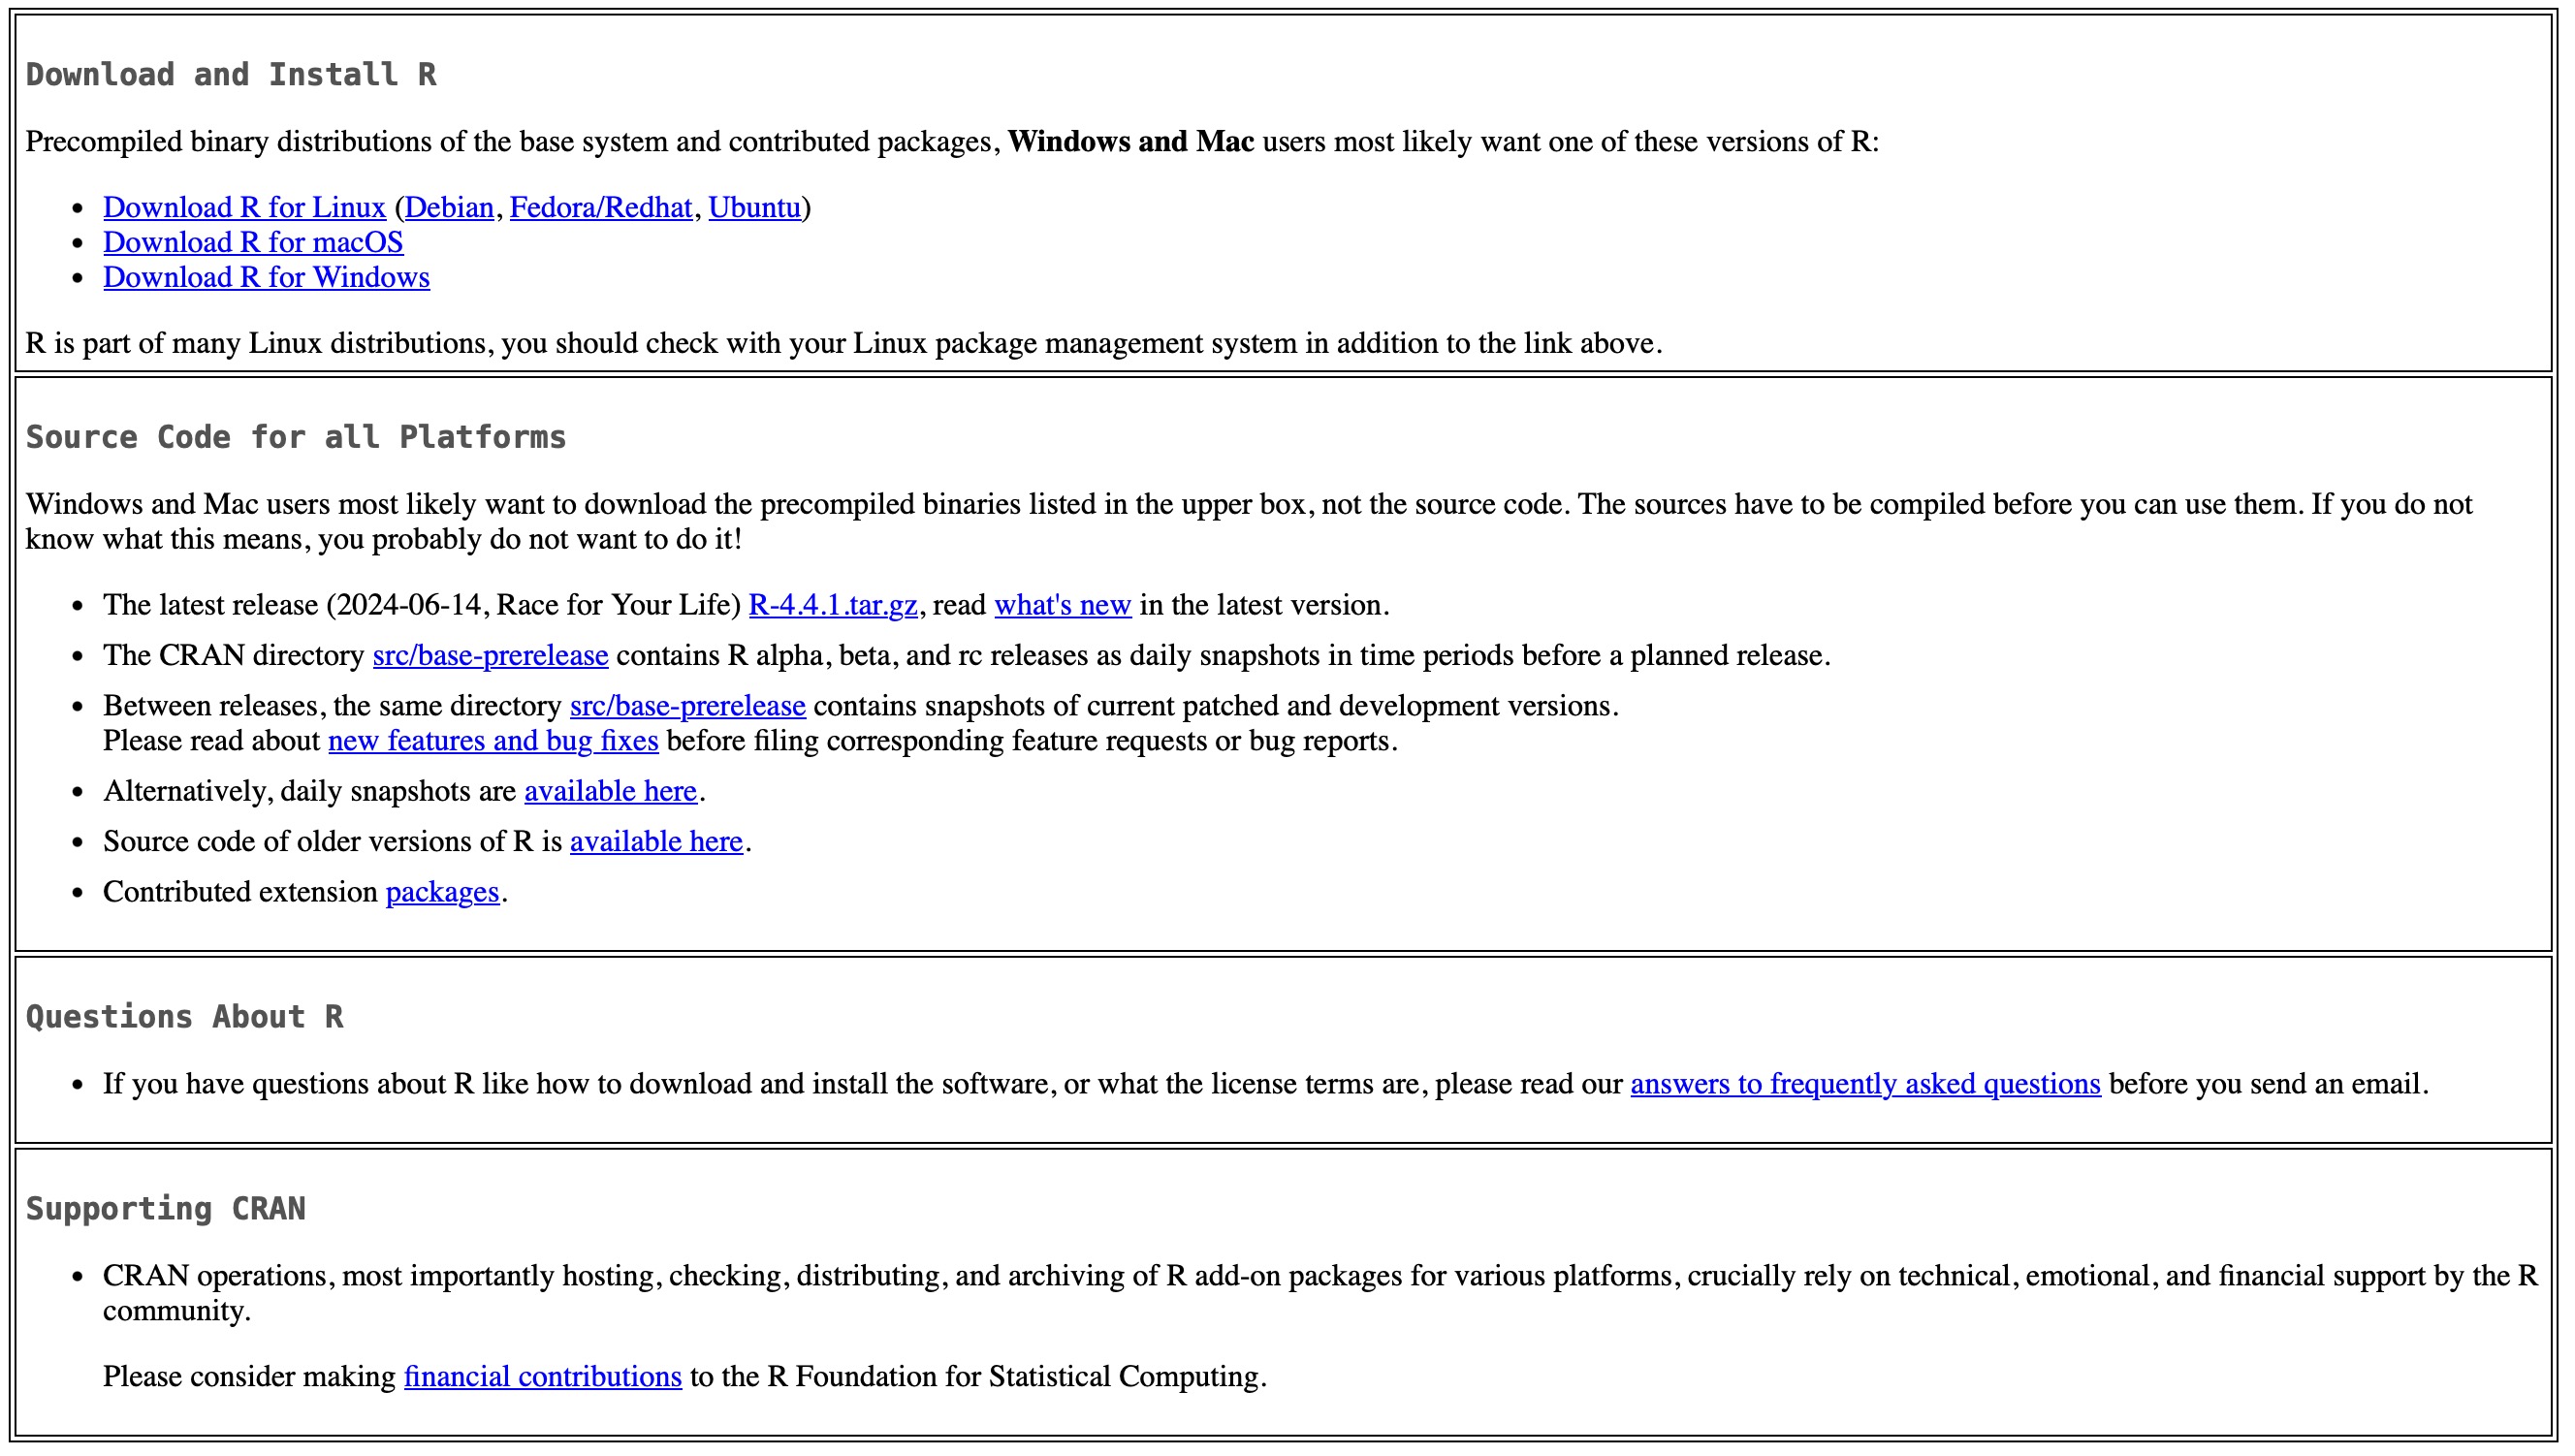 Download and Install R
Precompiled binary distributions of the base system and contributed packages, Windows and Mac users most likely want one of these versions of R:
• Download R for Linux (Debian, Fedora/Redhat, Ubuntu)
• Download R for macOS
• Download R for Windows
R is part of many Linux distributions, you should check with your Linux package management system in addition to the link above.
Source Code for all Platforms
Windows and Mac users most likely want to download the precompiled binaries listed in the upper box, not the source code. The sources have to be compiled before you can use them. If you do not
know what this means, you probably do not want to do it!
• The latest release (2024-06-14, Race for Your Life) R-4.4.1.tar.gz, read what's new in the latest version.
• The CRAN directory src/base-prerelease contains R alpha, beta, and rc releases as daily snapshots in time periods before a planned release.
• Between releases, the same directory src/base-prerelease contains snapshots of current patched and development versions.
Please read about new features and bug fixes before filing corresponding feature requests or bug reports.
• Alternatively, daily snapshots are available here.
• Source code of older versions of R is available here.
• Contributed extension packages.
Questions About R
• If you have questions about R like how to download and install the software, or what the license terms are, please read our answers to frequently asked questions before you send an email.
Supporting CRAN
• CRAN operations, most importantly hosting, checking, distributing, and archiving of R add-on packages for various platforms, crucially rely on technical, emotional, and financial support by the R
community.
Please consider making financial contributions to the R Foundation for Statistical Computing.